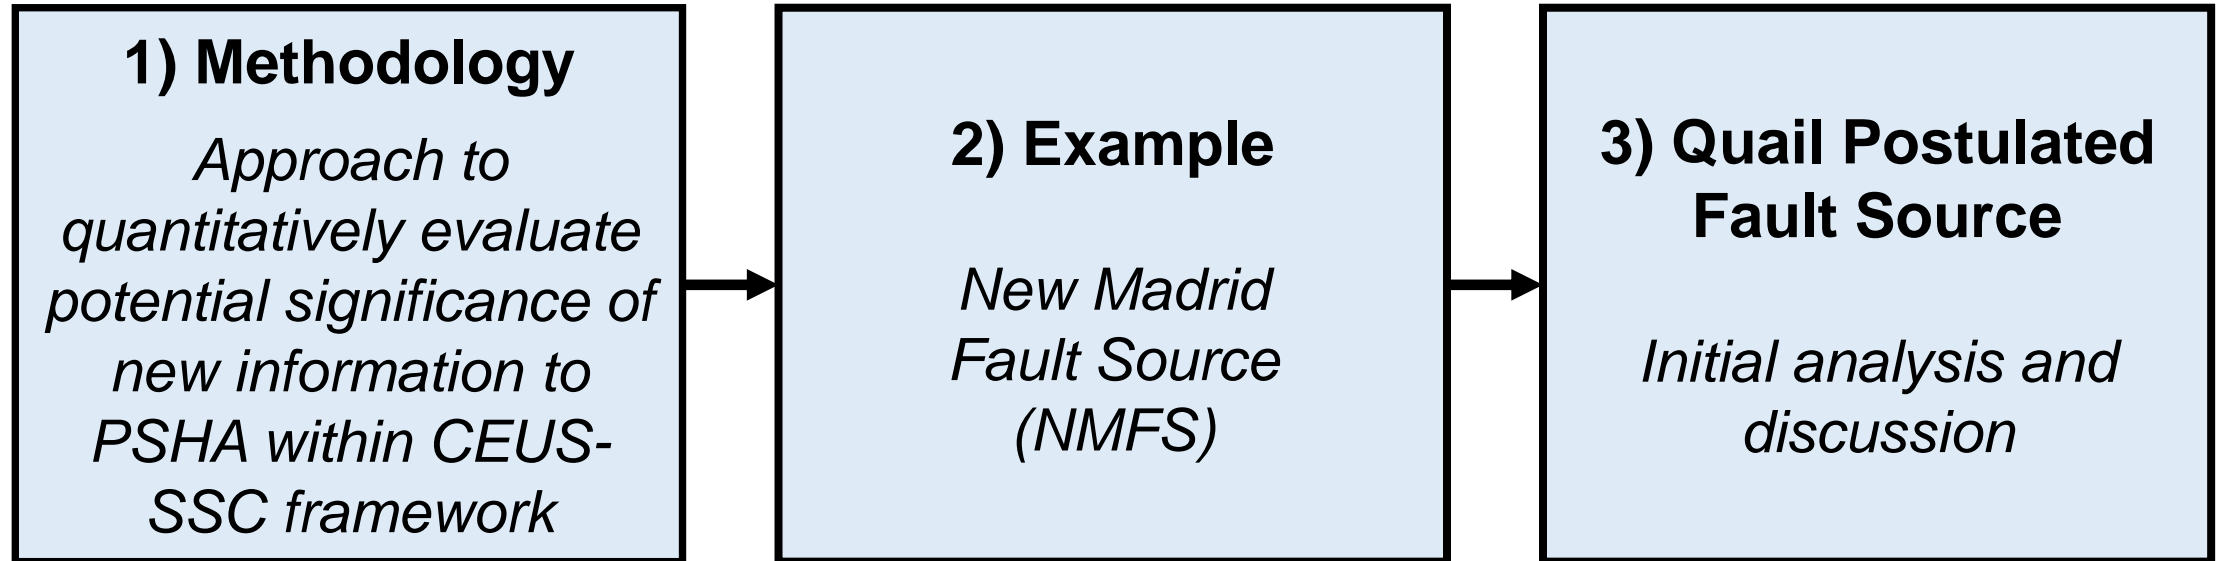 1) Methodology
Approach to
quantitatively evaluate
potential significance of
new information to
PSHA within CEUS-
SSC framework
2) Example
New Madrid
Fault Source
(NMFS)
3) Quail Postulated
Fault Source
Initial analysis and
discussion